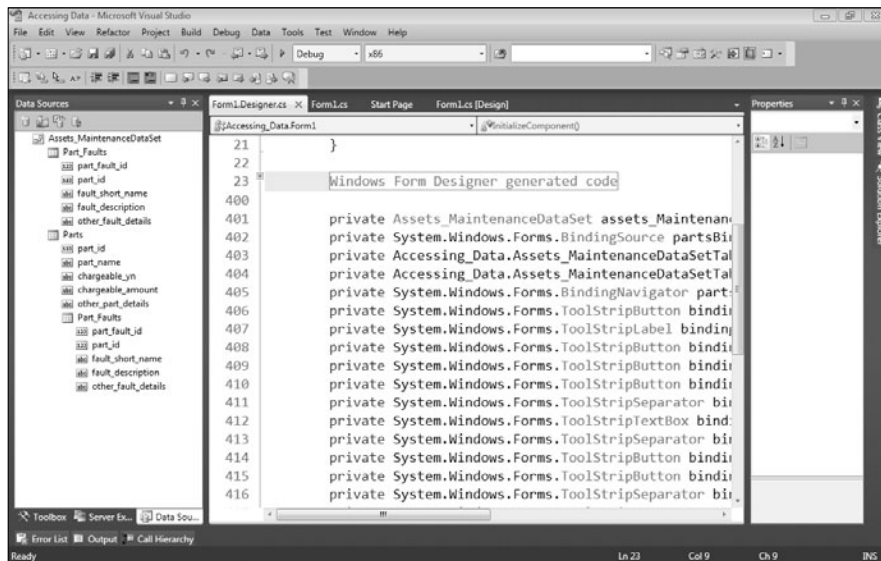 Accessing Data - Microsoft Visual Studio
File Edit View Refactor Project Build Debug Data Tools Test Window Help
Debug x86
Data Sources
Form1.Designer.cs Form1.cs Start Page Form1.cs [Design]
Properties
Class View
Solution Explorer
Accessing_Data.Form1 InitializeComponent()
Assets_MaintenanceDataSet
Part_Faults
part_fault_id
part_id
fault_short_name
fault_description
other_fault_details
Parts
part_id
part_name
chargeable_yn
chargeable_amount
other_part_details
Part_Faults
part_fault_id
part_id
fault_short_name
fault_description
other_fault_details
21 }
22
23 Windows Form Designer generated code
400
401 private Assets_MaintenanceDataSet assets_Maintenan
402 private System.Windows.Forms.BindingSource partsBi
403 private Accessing_Data.Assets_MaintenanceDataSetTa
404 private Accessing_Data.Assets_MaintenanceDataSetTa
405 private System.Windows.Forms.BindingNavigator part
406 private System.Windows.Forms.ToolStripButton bindi
407 private System.Windows.Forms.ToolStripLabel bindin
408 private System.Windows.Forms.ToolStripButton bindi
409 private System.Windows.Forms.ToolStripButton bindi
410 private System.Windows.Forms.ToolStripButton bindi
411 private System.Windows.Forms.ToolStripSeparator bi
412 private System.Windows.Forms.ToolStripTextBox bind
413 private System.Windows.Forms.ToolStripSeparator bi
414 private System.Windows.Forms.ToolStripButton bindi
415 private System.Windows.Forms.ToolStripButton bindi
416 private System.Windows.Forms.ToolStripSeparator bi
Toolbox Server Ex... Data Sou...
Error List Output Call Hierarchy
Ready Ln 23 Col 9 Ch 9 INS